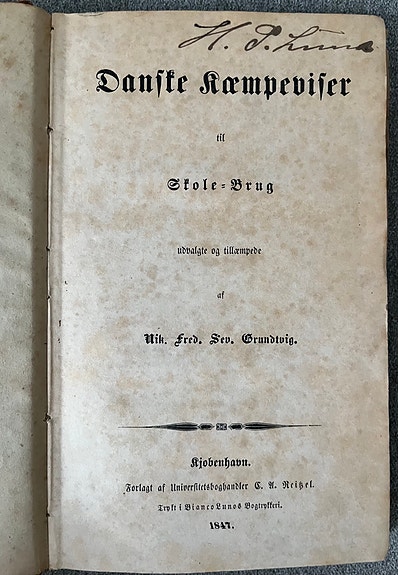 H. P. Lund
Danske Kæmpeviser
til
Skole=Brug
udvalgte og tillæmpede
af
Nik. Fred. Sev. Grundtvig.
Kjøbenhavn.
Forlagt af Universitetsboghandler C. A. Reitzel.
Trykt i Bianco Lunos Bogtrykkeri.
1847.